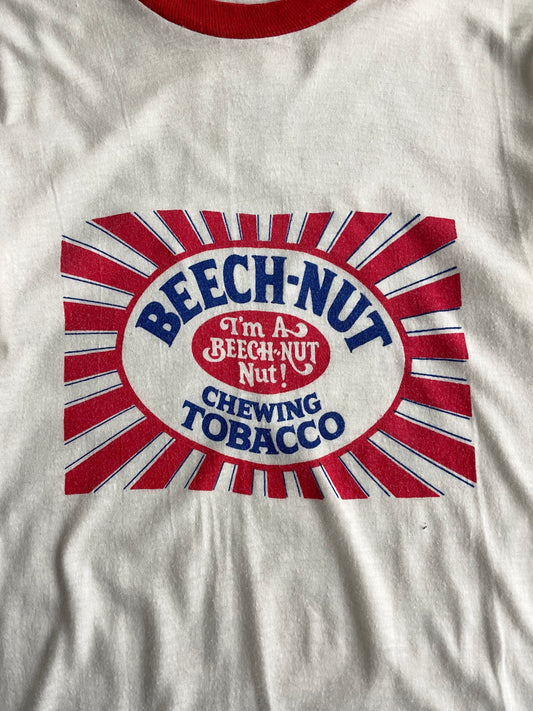 BEECH-NUT
I'm A
BEECH-NUT
Nut!
CHEWING
TOBACCO